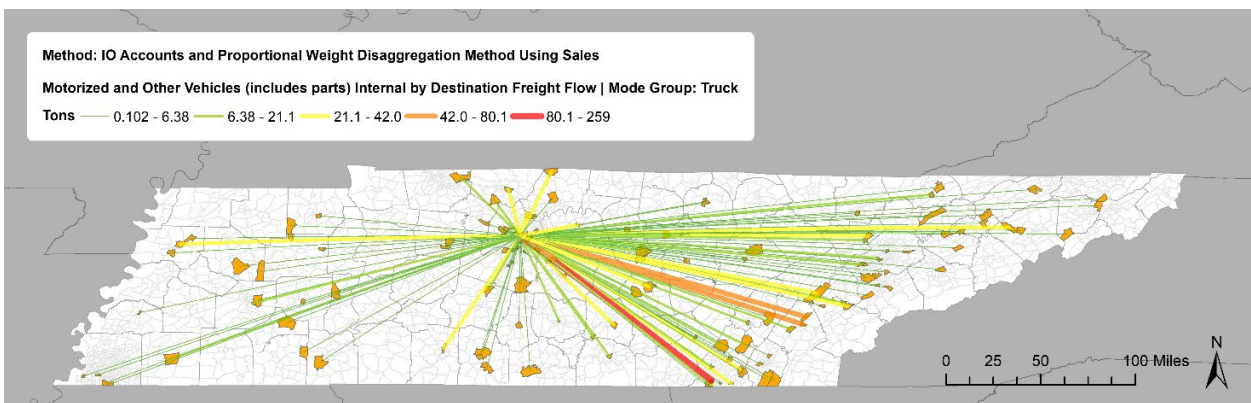 Method: IO Accounts and Proportional Weight Disaggregation Method Using Sales
Motorized and Other Vehicles (includes parts) Internal by Destination Freight Flow | Mode Group: Truck
Tons 0.102 - 6.38 6.38 - 21.1 21.1 - 42.0 42.0 - 80.1 80.1 - 259
N
0 25 50 100 Miles